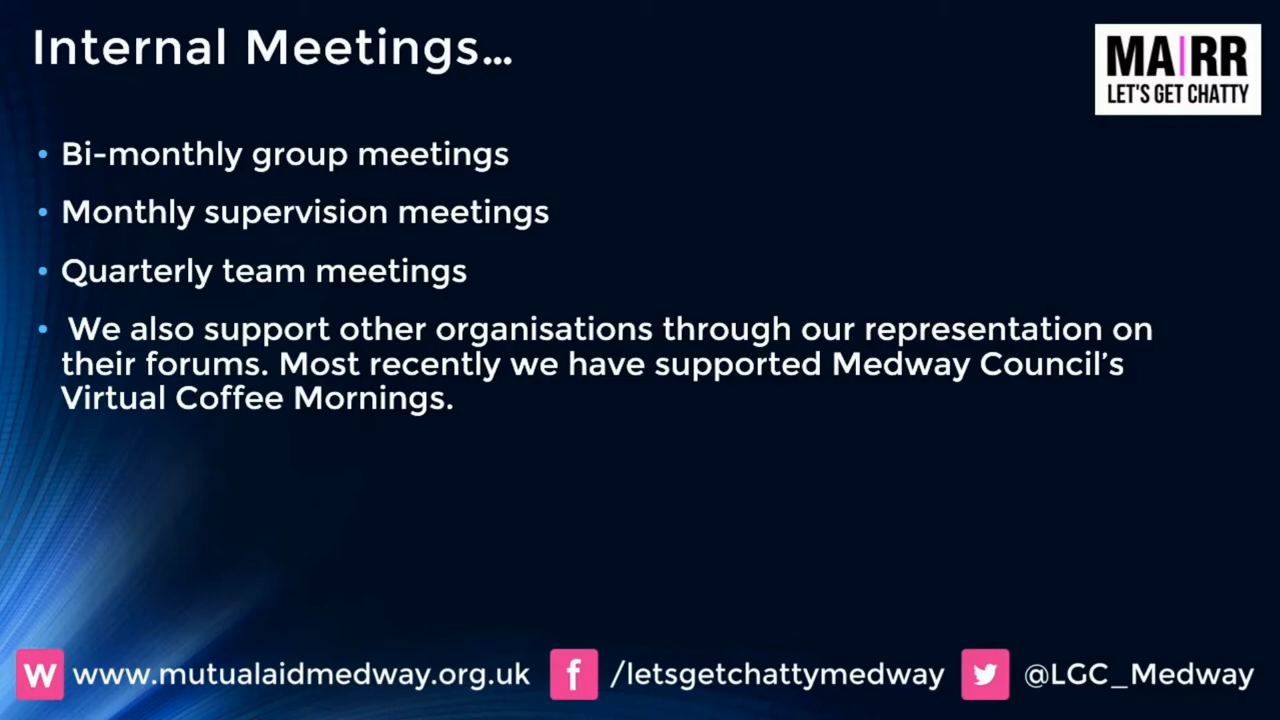 Internal Meetings...
MA|RR
LET'S GET CHATTY
• Bi-monthly group meetings
• Monthly supervision meetings
• Quarterly team meetings
• We also support other organisations through our representation on
their forums. Most recently we have supported Medway Council's
Virtual Coffee Mornings.
W www.mutualaidmedway.org.uk f /letsgetchattymedway @LGC_Medway